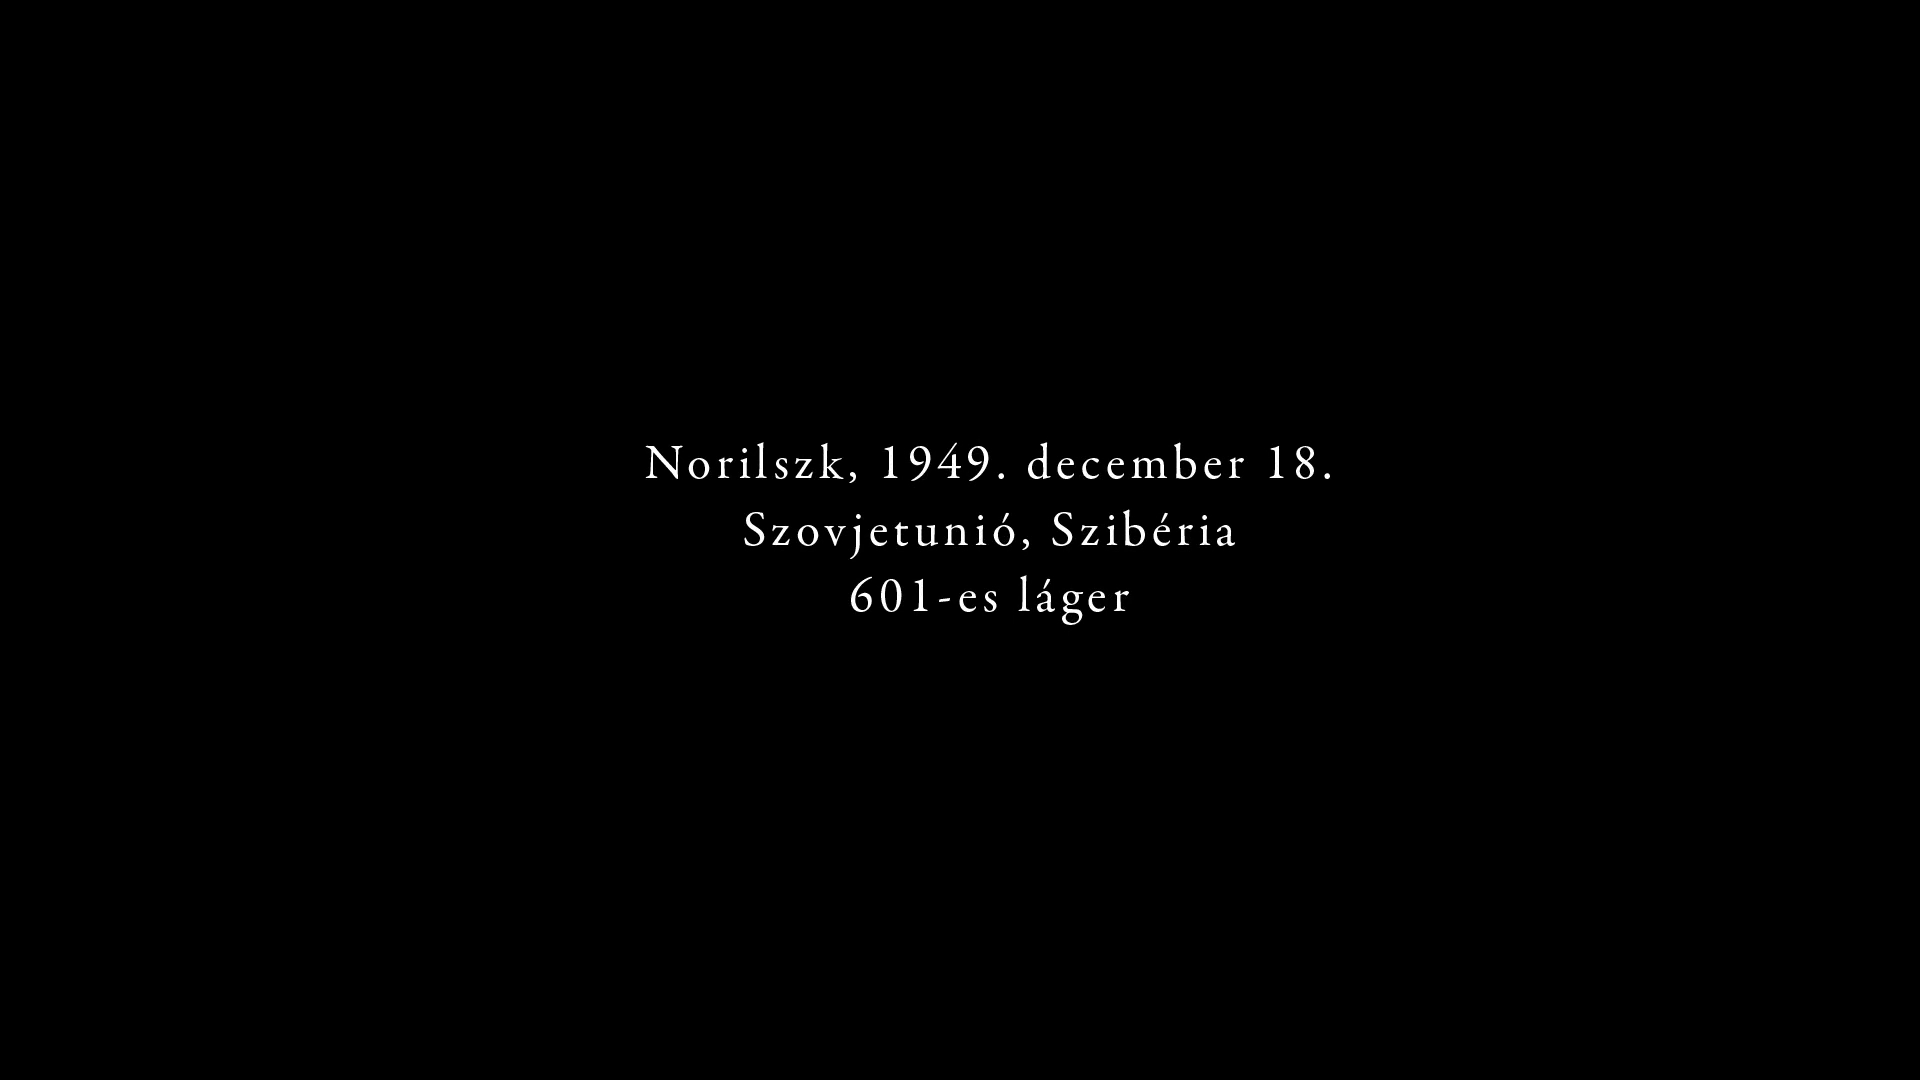 Norilszk, 1949. december 18.
Szovjetunió, Szibéria
601-es láger